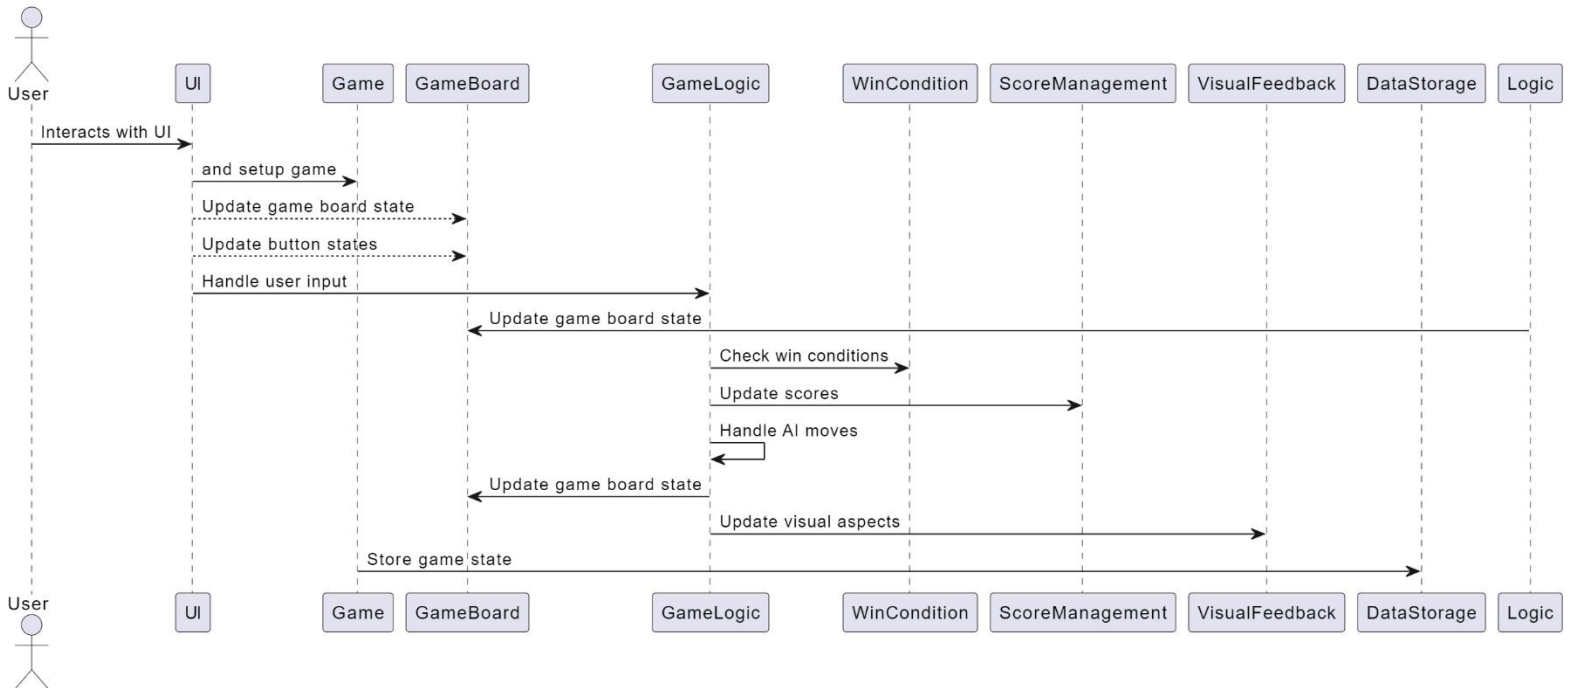 User
UI
Game
GameBoard
GameLogic
WinCondition
ScoreManagement
VisualFeedback
DataStorage
Logic
Interacts with UI
and setup game
Update game board state
Update button states
Handle user input
Update game board state
Check win conditions
Update scores
Handle AI moves
Update game board state
Update visual aspects
Store game state
User
UI
Game
GameBoard
GameLogic
WinCondition
ScoreManagement
VisualFeedback
DataStorage
Logic